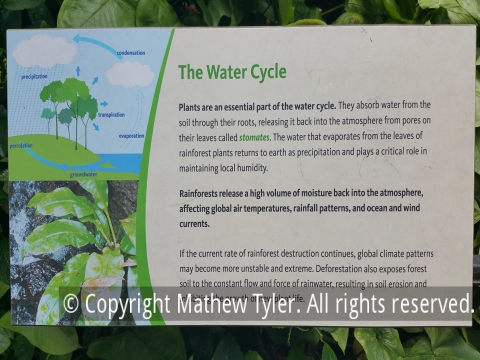 condensation
precipitation
transpiration
evaporation
percolation
groundwater
The Water Cycle
Plants are an essential part of the water cycle. They absorb water from the
soil through their roots, releasing it back into the atmosphere from pores on
their leaves called stomates. The water that evaporates from the leaves of
rainforest plants returns to earth as precipitation and plays a critical role in
maintaining local humidity.
Rainforests release a high volume of moisture back into the atmosphere,
affecting global air temperatures, rainfall patterns, and ocean and wind
currents.
If the current rate of rainforest destruction continues, global climate patterns
may become more unstable and extreme. Deforestation also exposes forest
soil to the constant flow and force of rainwater, resulting in soil erosion and
life.
© Copyright Mathew Tyler. All rights reserved.